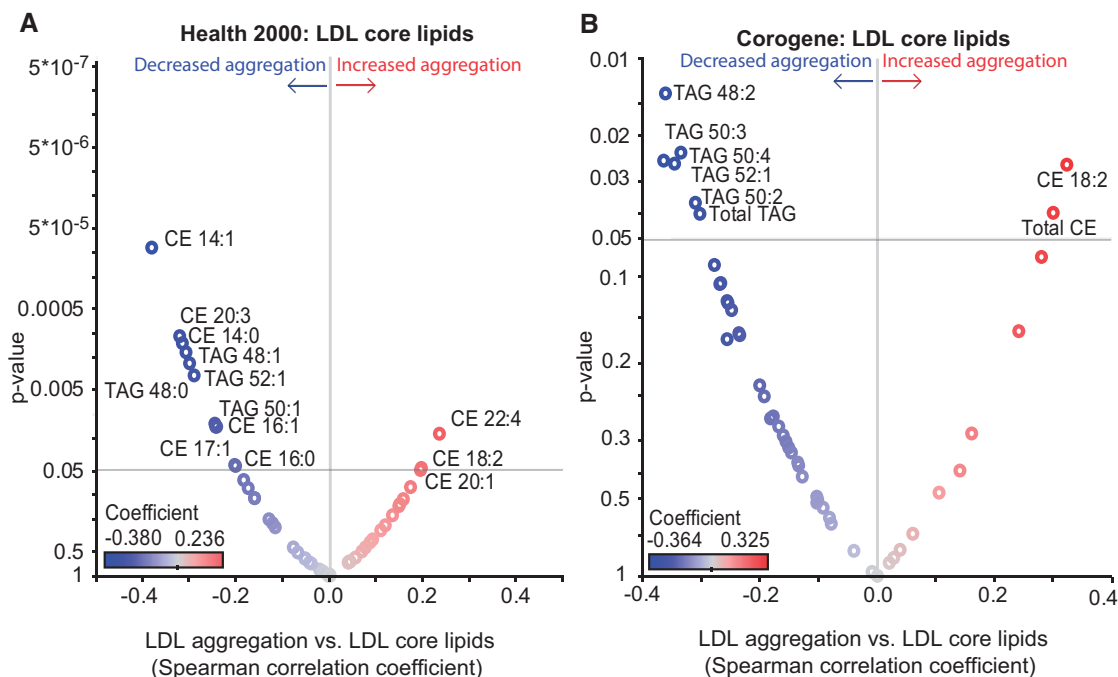 A
Health 2000: LDL core lipids
Decreased aggregation
Increased aggregation
5*10-7
5*10-6
5*10-5
0.0005
0.005
0.05
0.5
1
p-value
CE 14:1
CE 20:3
CE 14:0
TAG 48:1
TAG 52:1
TAG 48:0
TAG 50:1
CE 16:1
CE 17:1
CE 16:0
CE 22:4
CE 18:2
CE 20:1
Coefficient
-0.380 0.236
-0.4 -0.2 0.0 0.2 0.4
LDL aggregation vs. LDL core lipids
(Spearman correlation coefficient)
B
Corogene: LDL core lipids
Decreased aggregation
Increased aggregation
0.01
0.02
0.03
0.05
0.1
0.2
0.3
0.5
1
p-value
TAG 48:2
TAG 50:3
TAG 50:4
TAG 52:1
TAG 50:2
Total TAG
CE 18:2
Total CE
Coefficient
-0.364 0.325
-0.4 -0.2 0.0 0.2 0.4
LDL aggregation vs. LDL core lipids
(Spearman correlation coefficient)